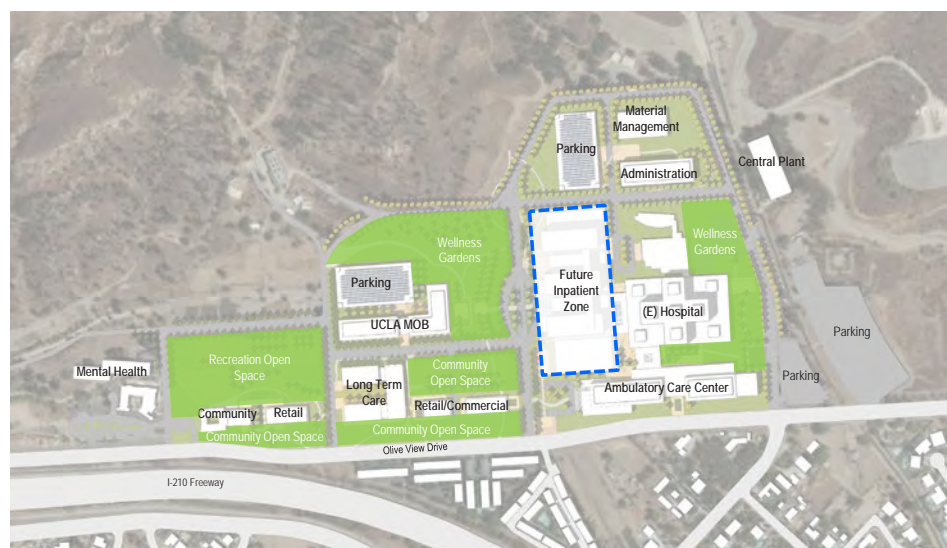 Material
Management
Parking
Central Plant
Administration
Wellness
Gardens
Wellness
Gardens
Future
Inpatient
Zone
Parking
(E) Hospital
UCLA MOB
Parking
Recreation Open
Space
Community
Open Space
Mental Health
Parking
Long Term
Care
Ambulatory Care Center
Retail/Commercial
Community
Retail
Community Open Space
Community Open Space
Olive View Drive
I-210 Freeway